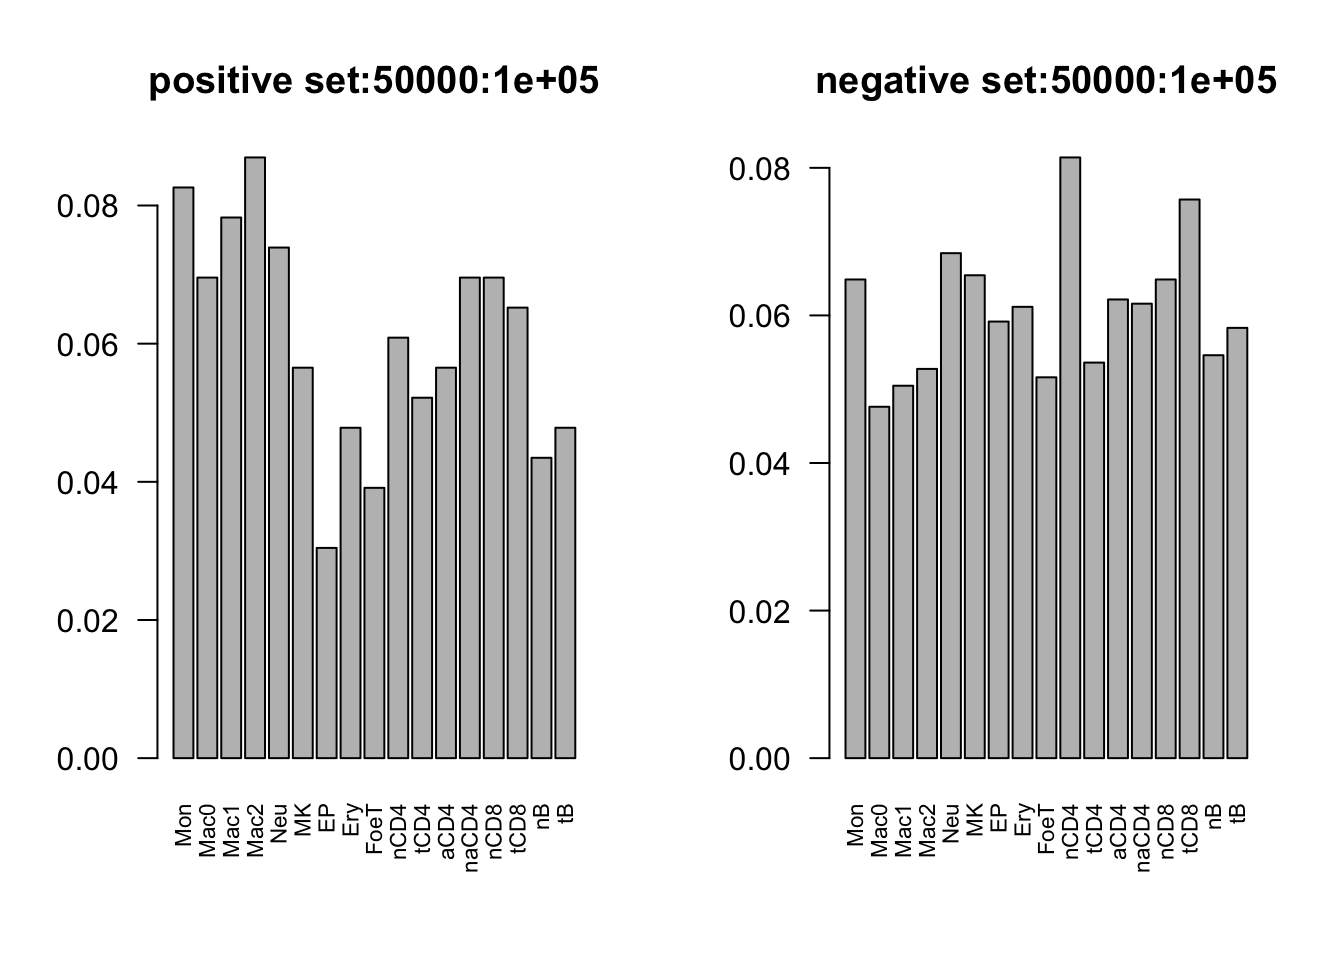 positive set:50000:1e+05
0.08
0.06
0.04
0.02
0.00
Mon
Mac0
Mac1
Mac2
Neu
MK
EP
Ery
FoeT
nCD4
tCD4
aCD4
naCD4
nCD8
tCD8
nB
tB
negative set:50000:1e+05
0.08
0.06
0.04
0.02
0.00
Mon
Mac0
Mac1
Mac2
Neu
MK
EP
Ery
FoeT
nCD4
tCD4
aCD4
naCD4
nCD8
tCD8
nB
tB